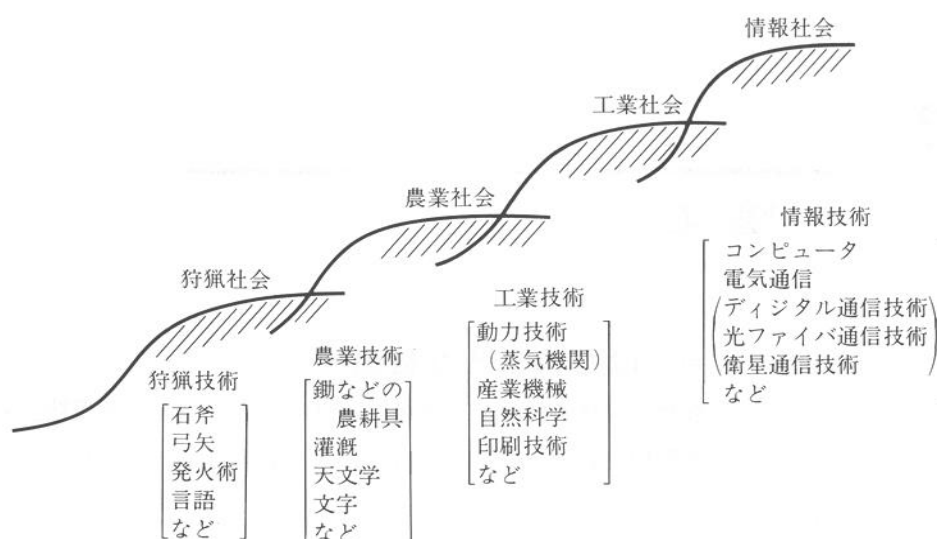 情報社会
工業社会
農業社会
狩猟社会
狩猟技術
石斧
弓矢
発火術
言語
など
農業技術
鋤などの
農耕具
灌漑
天文学
文字
など
工業技術
動力技術
（蒸気機関）
産業機械
自然科学
印刷技術
など
情報技術
コンピュータ
電気通信
(ディジタル通信技術
光ファイバ通信技術
衛星通信技術)
など